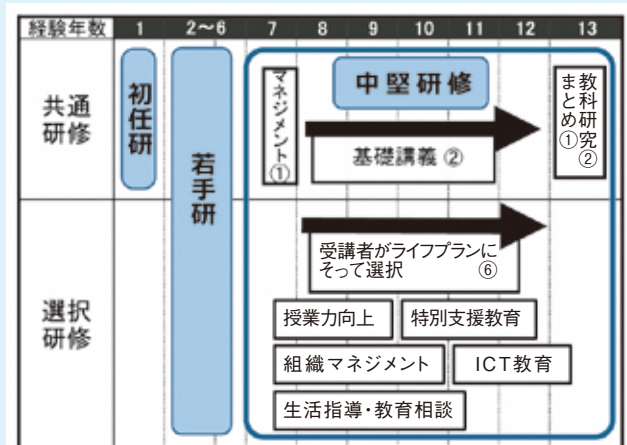 経験年数 1 2〜6 7 8 9 10 11 12 13
共通
研修
初任研
若手研
マネジメント①
中堅研修
基礎講義 ②
教科研究②
まとめ①
選択
研修
受講者がライフプランに
そって選択 ⑥
授業力向上 特別支援教育
組織マネジメント ICT教育
生活指導・教育相談